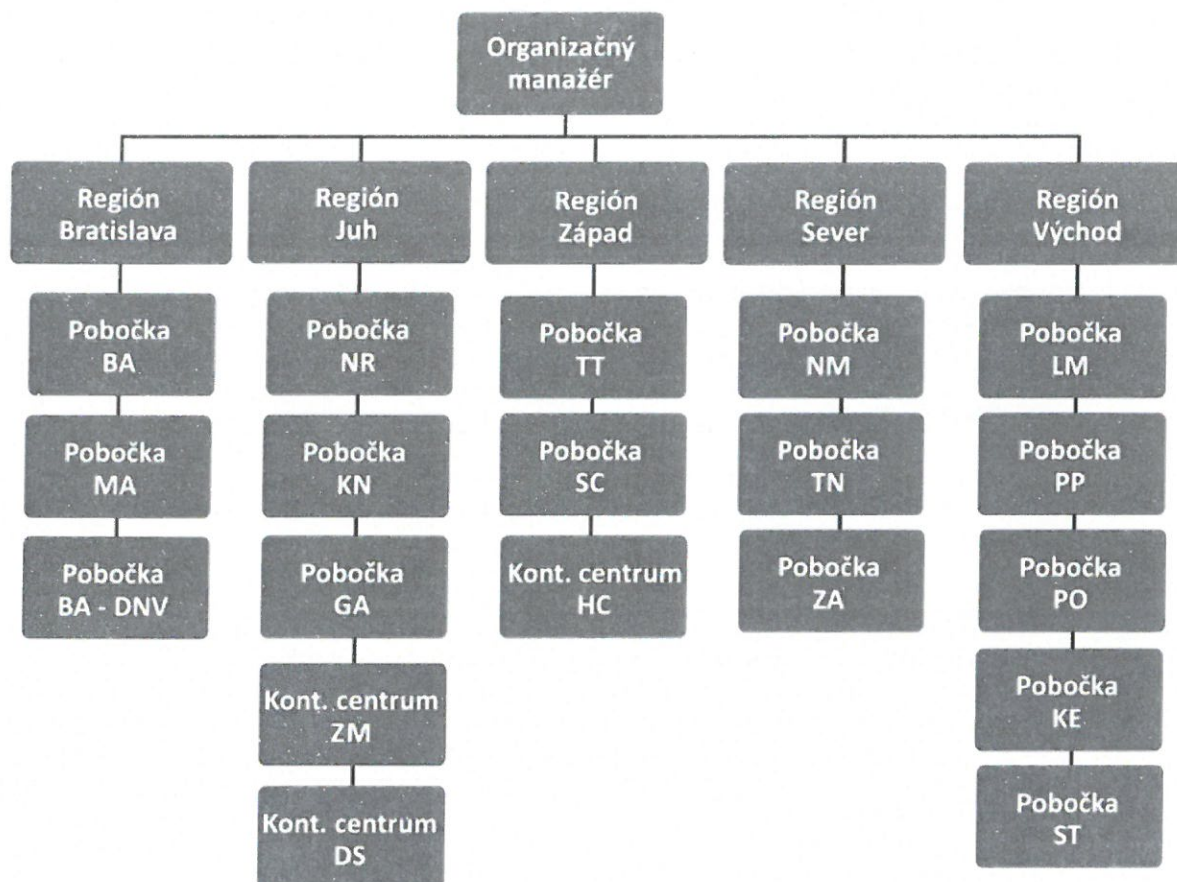 Organizačný
manažér
Región
Bratislava
Región
Juh
Región
Západ
Región
Sever
Región
Východ
Pobočka
BA
Pobočka
NR
Pobočka
TT
Pobočka
NM
Pobočka
LM
Pobočka
MA
Pobočka
KN
Pobočka
SC
Pobočka
TN
Pobočka
PP
Pobočka
BA - DNV
Pobočka
GA
Kont. centrum
HC
Pobočka
ZA
Pobočka
PO
Kont. centrum
ZM
Pobočka
KE
Kont. centrum
DS
Pobočka
ST